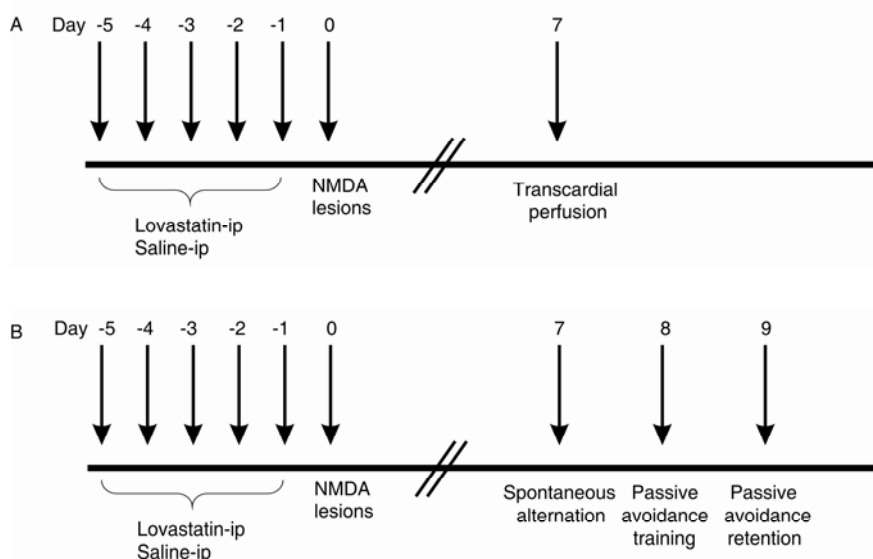 A Day -5 -4 -3 -2 -1 0 7
NMDA
lesions
Transcardial
perfusion
Lovastatin-ip
Saline-ip
B Day -5 -4 -3 -2 -1 0 7 8 9
NMDA
lesions
Spontaneous
alternation
Passive
avoidance
training
Passive
avoidance
retention
Lovastatin-ip
Saline-ip